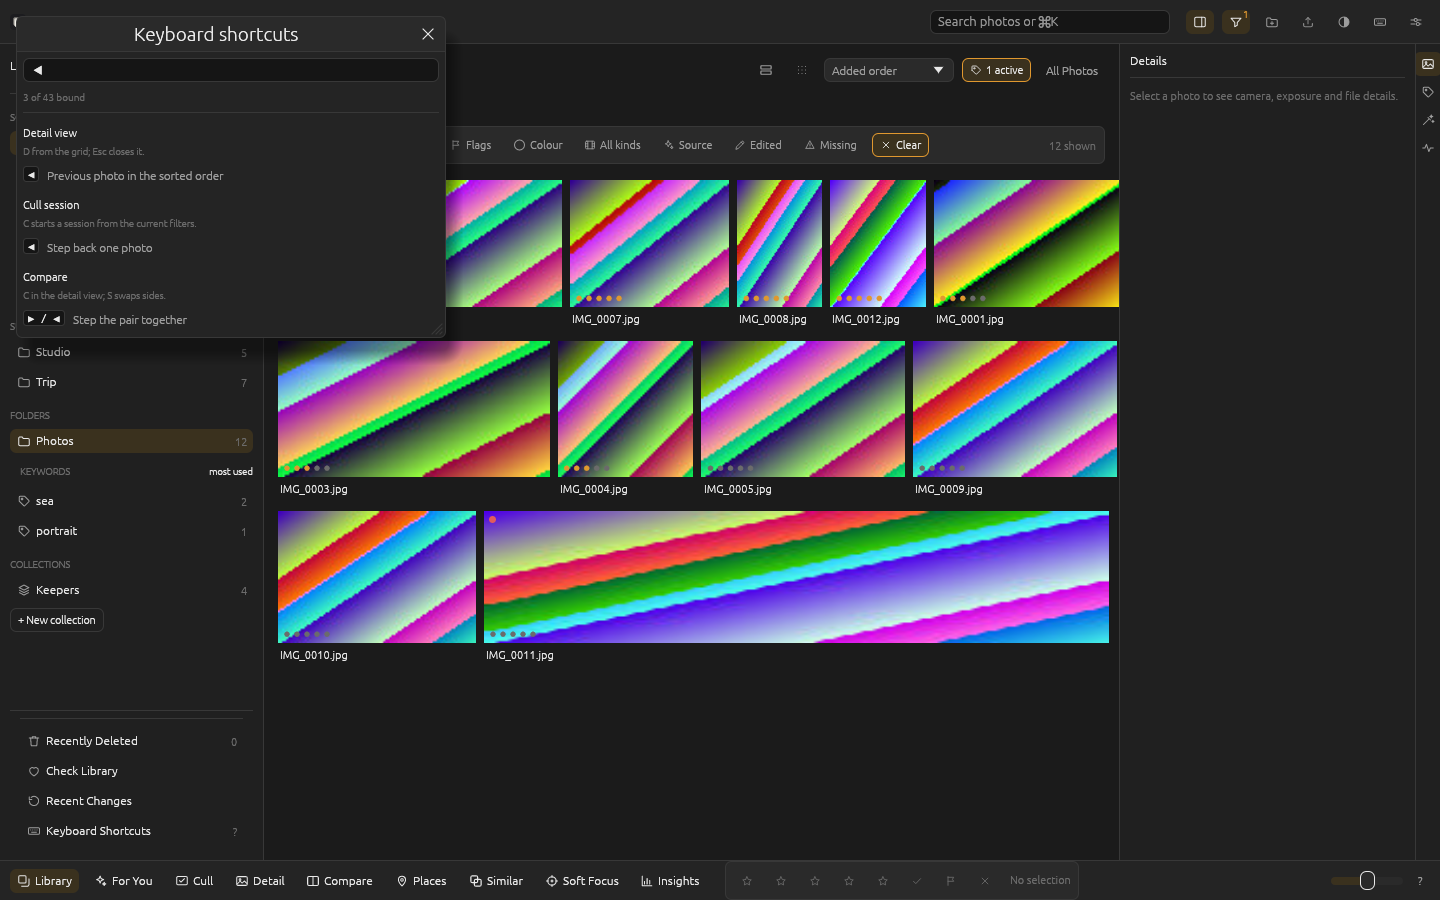 Keyboard shortcuts
Search photos or ⌘K
◀
3 of 43 bound
Detail view
D from the grid; Esc closes it.
◀ Previous photo in the sorted order
Cull session
C starts a session from the current filters.
◀ Step back one photo
Compare
C in the detail view; S swaps sides.
▶ / ◀ Step the pair together
Studio 5
Trip 7
FOLDERS
Photos 12
KEYWORDS most used
sea 2
portrait 1
COLLECTIONS
Keepers 4
+ New collection
Recently Deleted 0
Check Library
Recent Changes
Keyboard Shortcuts ?
Added order
1 active
All Photos
Flags
Colour
All kinds
Source
Edited
Missing
Clear
12 shown
IMG_0007.jpg
IMG_0008.jpg
IMG_0012.jpg
IMG_0001.jpg
IMG_0003.jpg
IMG_0004.jpg
IMG_0005.jpg
IMG_0009.jpg
IMG_0010.jpg
IMG_0011.jpg
Details
Select a photo to see camera, exposure and file details.
Library
For You
Cull
Detail
Compare
Places
Similar
Soft Focus
Insights
No selection
?